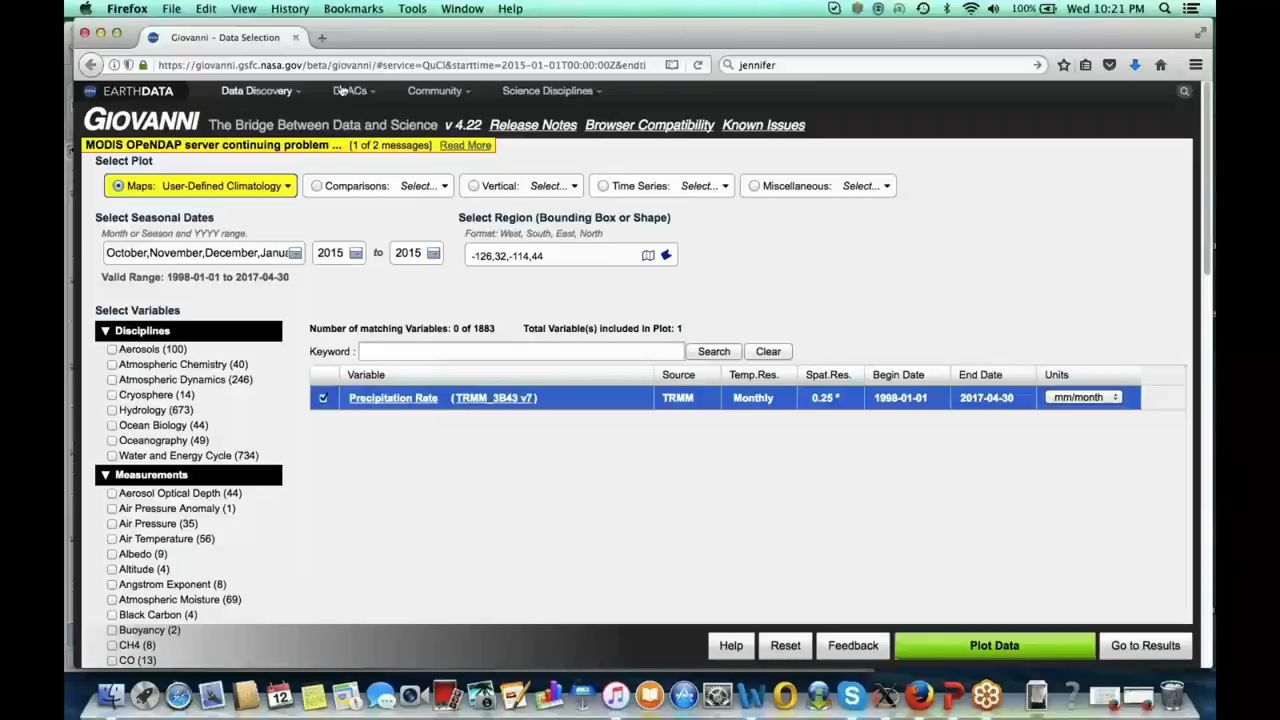 Firefox File Edit View History Bookmarks Tools Window Help 100% Wed 10:21 PM
Giovanni - Data Selection
https://giovanni.gsfc.nasa.gov/beta/giovanni/#service=QuCl&starttime=2015-01-01T00:00:00Z&endti jennifer
EARTHDATA Data Discovery Community Science Disciplines
GIOVANNI The Bridge Between Data and Science v 4.22 Release Notes Browser Compatibility Known Issues
MODIS OPeNDAP server continuing problem ... [1 of 2 messages] Read More
Select Plot
Maps: User-Defined Climatology Comparisons: Select... Vertical: Select... Time Series: Select... Miscellaneous: Select...
Select Seasonal Dates Select Region (Bounding Box or Shape)
Month or Season and YYYY range. Format: West, South, East, North
October,November,December,Janua 2015 to 2015 -126,32,-114,44
Valid Range: 1998-01-01 to 2017-04-30
Select Variables
Disciplines Number of matching Variables: 0 of 1883 Total Variable(s) included in Plot: 1
Aerosols (100) Keyword : Search Clear
Atmospheric Chemistry (40)
Variable Source Temp.Res. Spat.Res. Begin Date End Date Units
Atmospheric Dynamics (246)
Cryosphere (14) Precipitation Rate (TRMM_3B43 v7) TRMM Monthly 0.25 ° 1998-01-01 2017-04-30 mm/month
Hydrology (673)
Ocean Biology (44)
Oceanography (49)
Water and Energy Cycle (734)
Measurements
Aerosol Optical Depth (44)
Air Pressure Anomaly (1)
Air Pressure (35)
Air Temperature (56)
Albedo (9)
Altitude (4)
Angstrom Exponent (8)
Atmospheric Moisture (69)
Black Carbon (4)
Buoyancy (2)
CH4 (8)
CO (13)
Help Reset Feedback Plot Data Go to Results
12